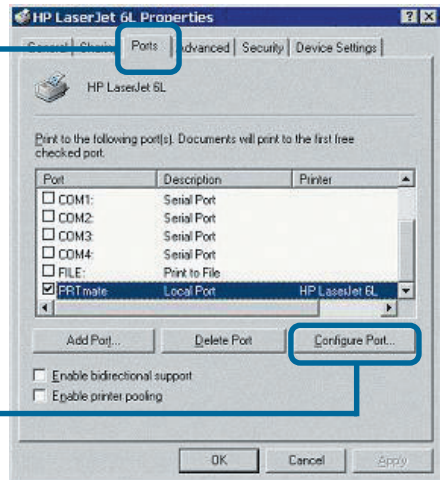 HP LaserJet 6L Properties
General Sharing Ports Advanced Security Device Settings
HP LaserJet 6L
Print to the following port(s). Documents will print to the first free
checked port.
Port Description Printer
COM1: Serial Port
COM2: Serial Port
COM3: Serial Port
COM4: Serial Port
FILE: Print to File
PRTmate: Local Port HP LaserJet 6L
Add Port... Delete Port Configure Port...
Enable bidirectional support
Enable printer pooling
OK Cancel Apply